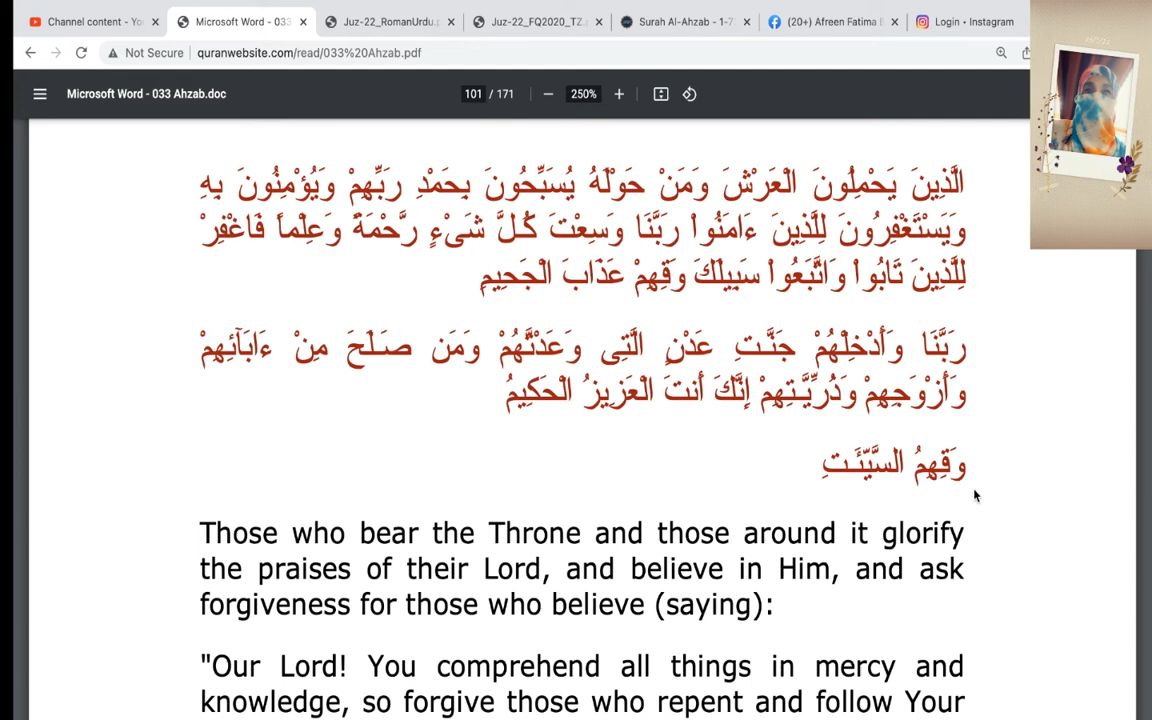 Channel content - Yo
Microsoft Word - 033
Juz-22_RomanUrdu.p
Juz-22_FQ2020_TZ.
Surah Al-Ahzab - 1-7
(20+) Afreen Fatima
Login • Instagram
Not Secure
quranwebsite.com/read/033%20Ahzab.pdf
Microsoft Word - 033 Ahzab.doc
101 / 171
250%
الَّذِينَ يَحْمِلُونَ الْعَرْشَ وَمَنْ حَوْلَهُ يُسَبِّحُونَ بِحَمْدِ رَبِّهِمْ وَيُؤْمِنُونَ بِهِ
وَيَسْتَغْفِرُونَ لِلَّذِينَ ءَامَنُواْ رَبَّنَا وَسِعْتَ كُـلَّ شَىْءٍ رَّحْمَةً وَعِلْماً فَاغْفِرْ
لِلَّذِينَ تَابُواْ وَاتَّبَعُواْ سَبِيلَكَ وَقِهِمْ عَذَابَ الْجَحِيمِ
رَبَّنَا وَأَدْخِلْهُمْ جَنَّـتِ عَدْنٍ الَّتِى وَعَدْتَّهُمْ وَمَن صَـلَحَ مِنْ ءَابَآئِهِمْ
وَأَزْوَجِهِمْ وَذُرِّيَّـتِهِمْ إِنَّكَ أَنتَ الْعَزِيزُ الْحَكِيمُ
وَقِهِمُ السَّيِّئَـتِ
Those who bear the Throne and those around it glorify
the praises of their Lord, and believe in Him, and ask
forgiveness for those who believe (saying):
"Our Lord! You comprehend all things in mercy and
knowledge, so forgive those who repent and follow Your